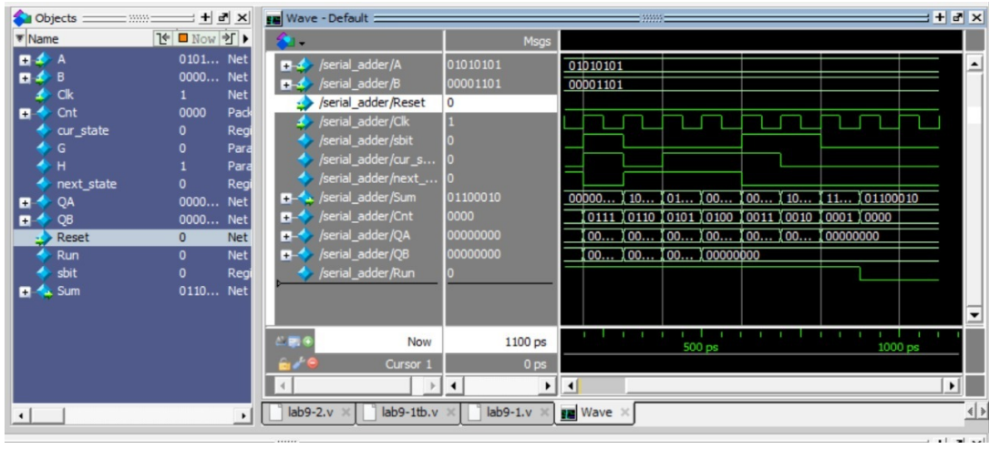 Objects
Name Now
A 0101... Net
B 0000... Net
Clk 1 Net
Cnt 0000 Pack
cur_state 0 Regi
G 0 Para
H 1 Para
next_state 0 Regi
QA 0000... Net
QB 0000... Net
Reset 0 Net
Run 0 Net
sbit 0 Regi
Sum 0110... Net
Wave - Default
Msgs
/serial_adder/A 01010101 01010101
/serial_adder/B 00001101 00001101
/serial_adder/Reset 0
/serial_adder/Clk 1
/serial_adder/sbit 0
/serial_adder/cur_s... 0
/serial_adder/next_... 0
/serial_adder/Sum 01100010 00000... 10... 01... 00... 00... 10... 11... 01100010
/serial_adder/Cnt 0000 0111 0110 0101 0100 0011 0010 0001 0000
/serial_adder/QA 00000000 00... 00... 00... 00... 00... 00... 00000000
/serial_adder/QB 00000000 00... 00... 00... 00000000
/serial_adder/Run 0
Now 1100 ps 500 ps 1000 ps
Cursor 1 0 ps
lab9-2.v lab9-1tb.v lab9-1.v Wave